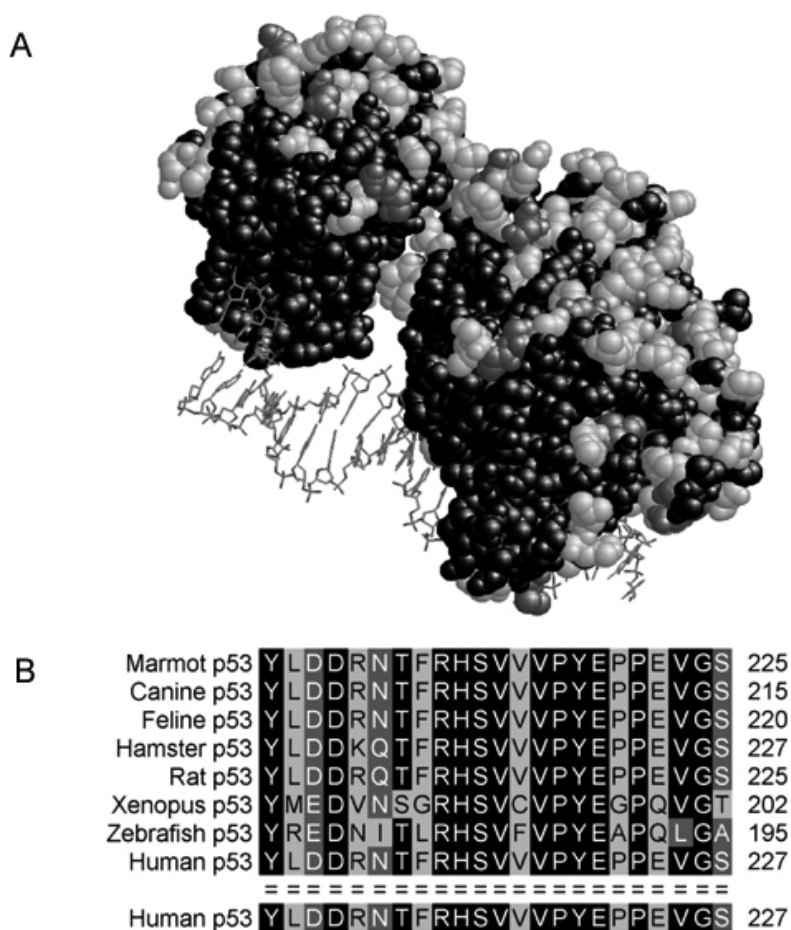 A
B
Marmot p53 YLDDRNTFRHSVVVPYEPPEVGS 225
Canine p53 YLDDRNTFRHSVVVPYEPPEVGS 215
Feline p53 YLDDRNTFRHSVVVPYEPPEVGS 220
Hamster p53 YLDDKQTFRHSVVVPYEPPEVGS 227
Rat p53 YLDDRQTFRHSVVVPYEPPEVGS 225
Xenopus p53 YMEDVNSGRHSVCVPYEGPQVGT 202
Zebrafish p53 YREDNITLRHSVFVPYEAPQLGA 195
Human p53 YLDDRNTFRHSVVVPYEPPEVGS 227
= = = = = = = = = = = = = = = = = = = = = = =
Human p53 YLDDRNTFRHSVVVPYEPPEVGS 227